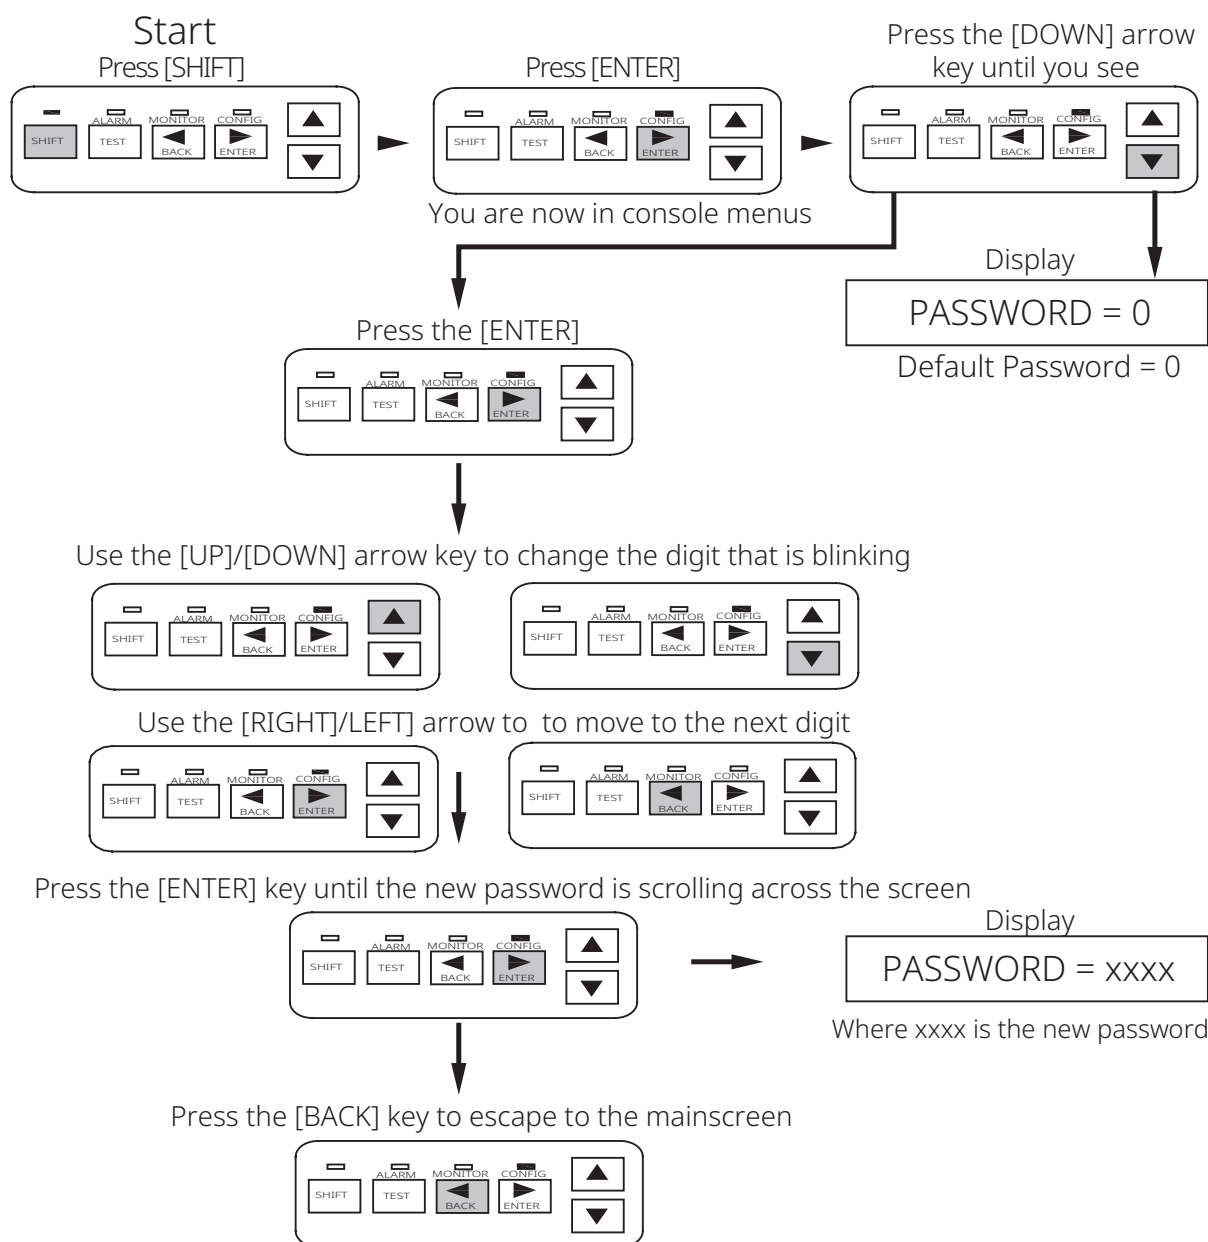 Start
Press [SHIFT]
Press [ENTER]
Press the [DOWN] arrow
key until you see
ALARM MONITOR CONFIG
SHIFT TEST BACK ENTER
ALARM MONITOR CONFIG
SHIFT TEST BACK ENTER
ALARM MONITOR CONFIG
SHIFT TEST BACK ENTER
You are now in console menus
Display
PASSWORD = 0
Default Password = 0
Press the [ENTER]
ALARM MONITOR CONFIG
SHIFT TEST BACK ENTER
Use the [UP]/[DOWN] arrow key to change the digit that is blinking
ALARM MONITOR CONFIG
SHIFT TEST BACK ENTER
ALARM MONITOR CONFIG
SHIFT TEST BACK ENTER
Use the [RIGHT]/LEFT] arrow to to move to the next digit
ALARM MONITOR CONFIG
SHIFT TEST BACK ENTER
ALARM MONITOR CONFIG
SHIFT TEST BACK ENTER
Press the [ENTER] key until the new password is scrolling across the screen
ALARM MONITOR CONFIG
SHIFT TEST BACK ENTER
Display
PASSWORD = xxxx
Where xxxx is the new password
Press the [BACK] key to escape to the mainscreen
ALARM MONITOR CONFIG
SHIFT TEST BACK ENTER